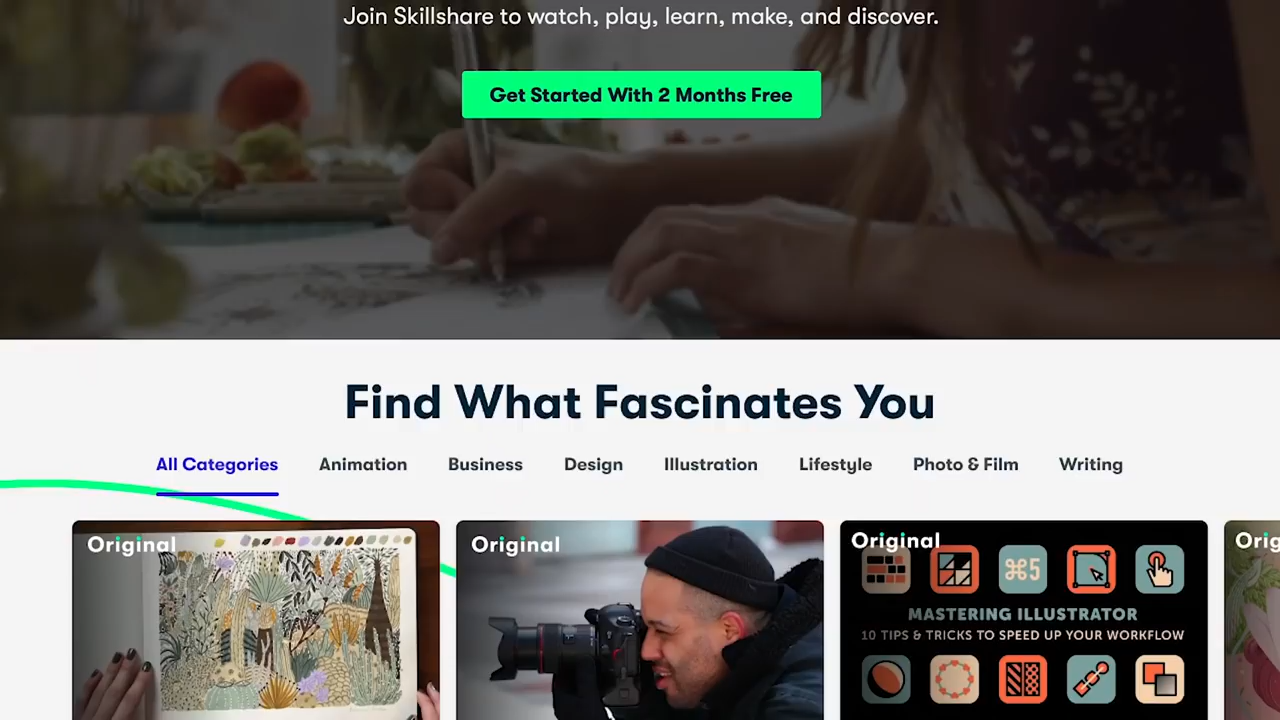 Join Skillshare to watch, play, learn, make, and discover.
Get Started With 2 Months Free
Find What Fascinates You
All Categories Animation Business Design Illustration Lifestyle Photo & Film Writing
Original Original Original Orig
⌘5
MASTERING ILLUSTRATOR
10 TIPS & TRICKS TO SPEED UP YOUR WORKFLOW